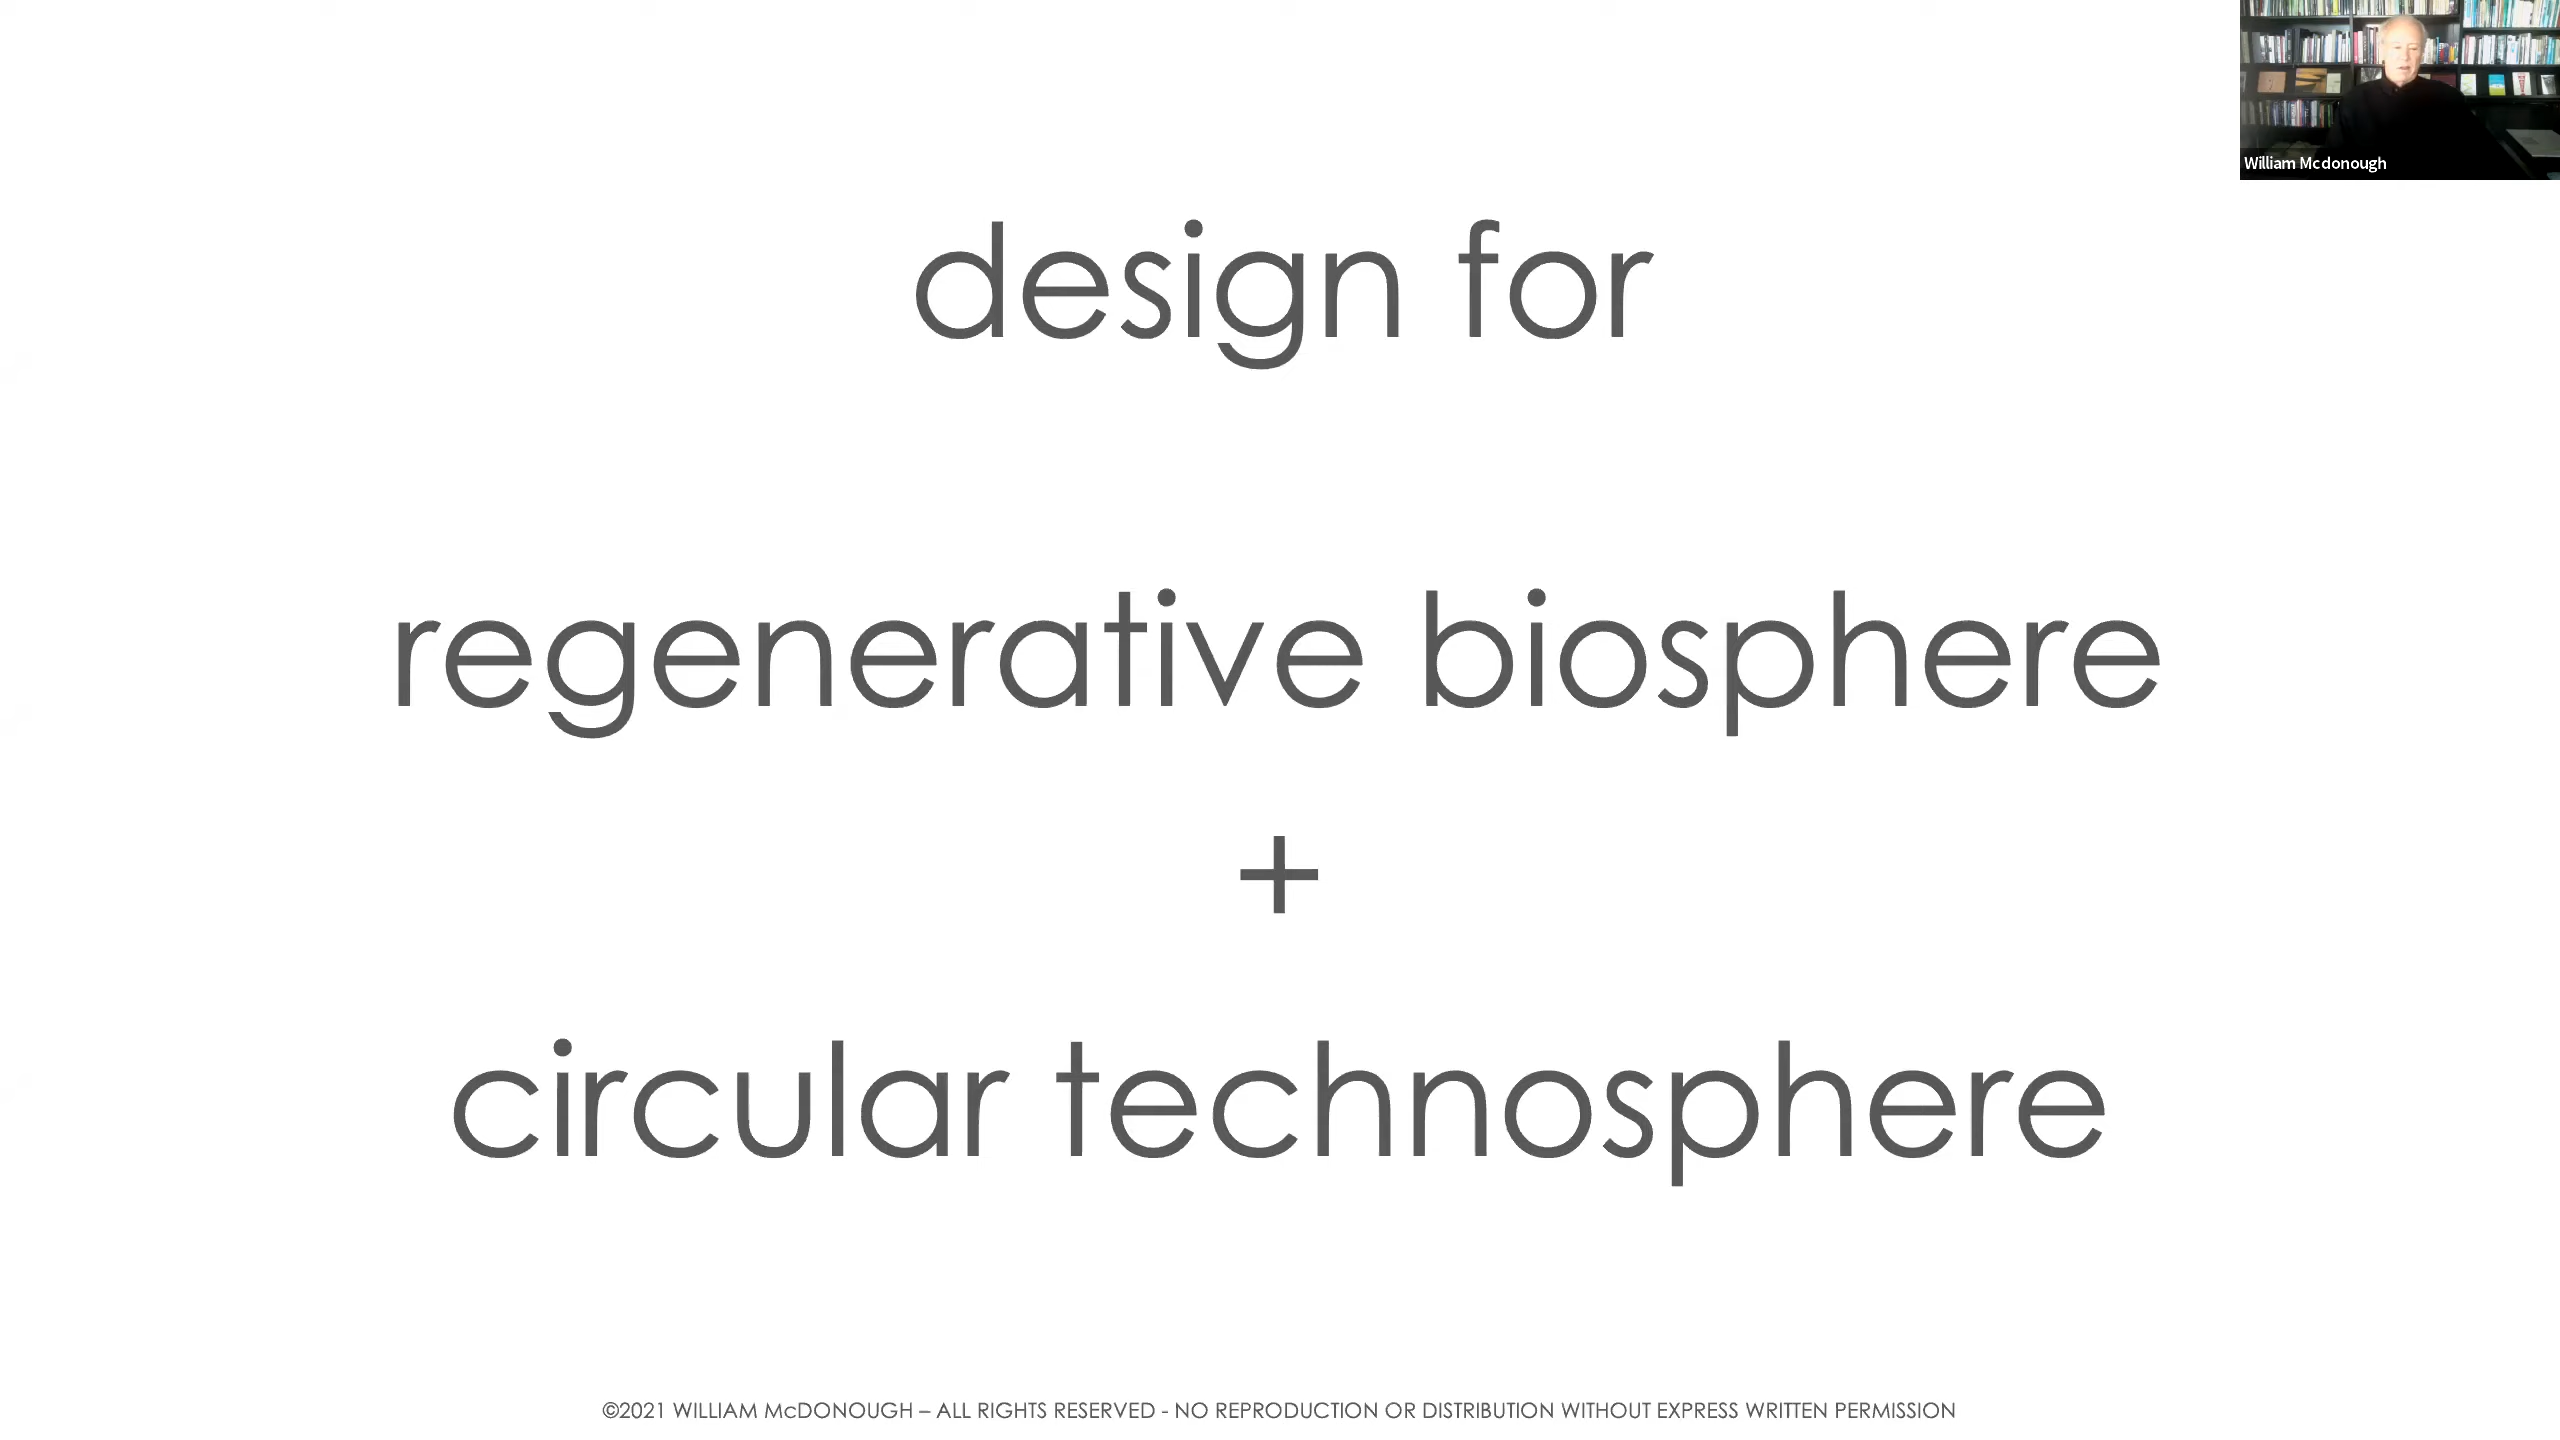 William Mcdonough
design for
regenerative biosphere
+
circular technosphere
©2021 WILLIAM McDONOUGH – ALL RIGHTS RESERVED - NO REPRODUCTION OR DISTRIBUTION WITHOUT EXPRESS WRITTEN PERMISSION